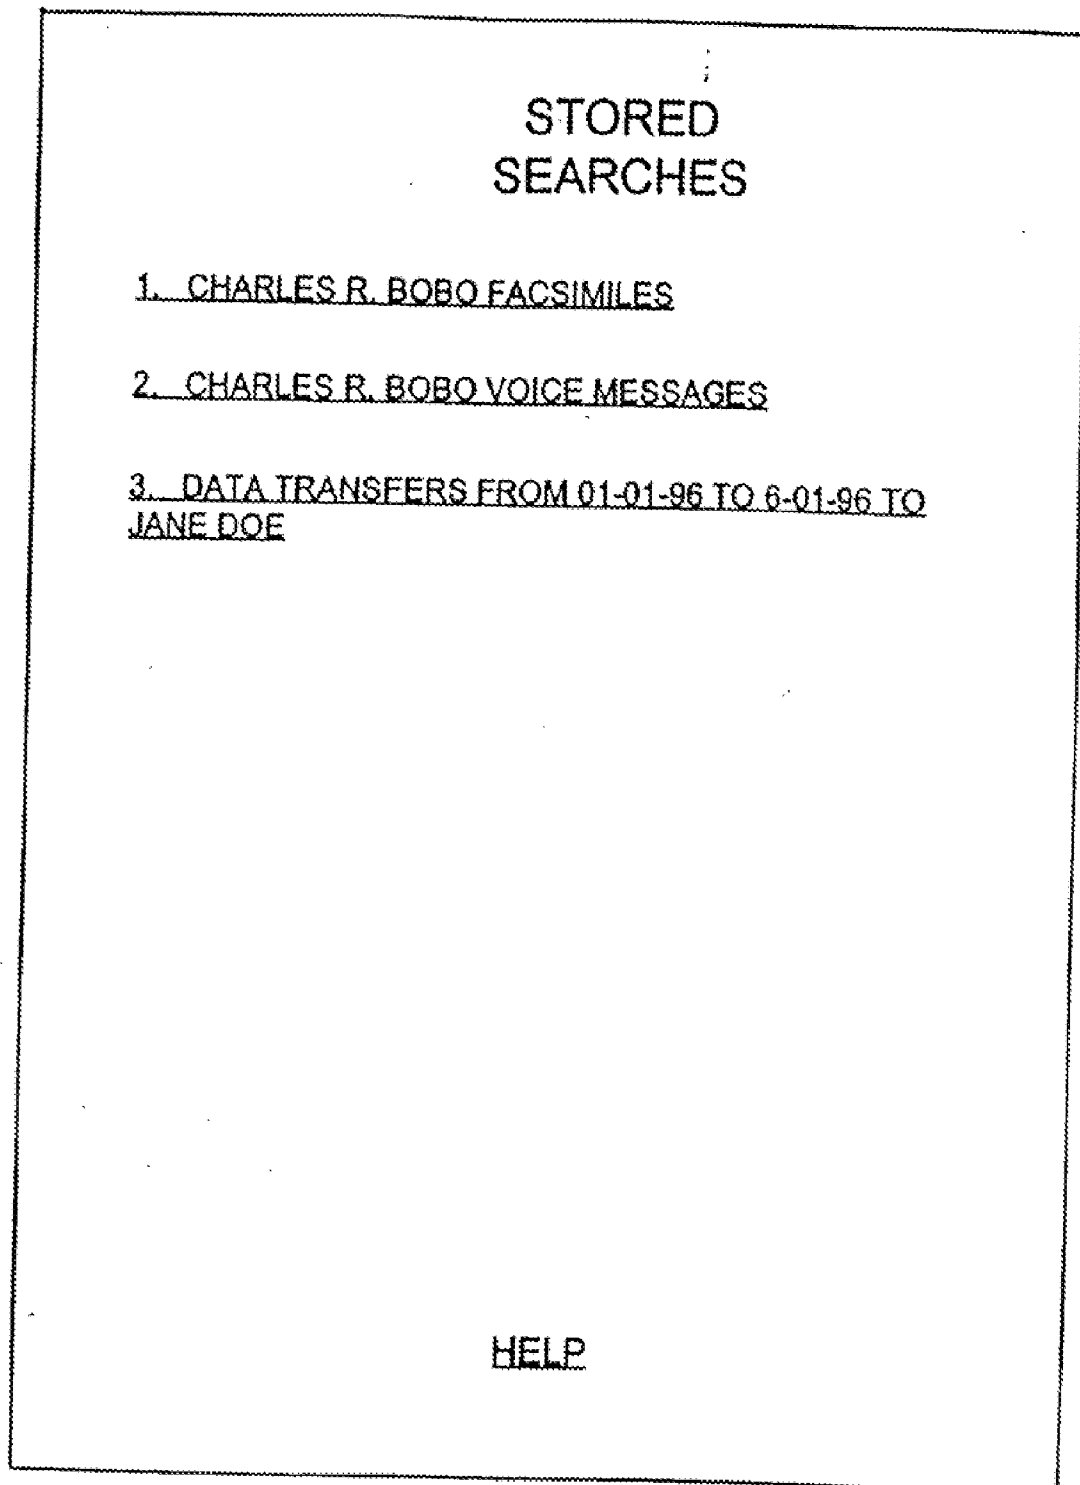 STORED
SEARCHES
1. CHARLES R. BOBO FACSIMILES
2. CHARLES R. BOBO VOICE MESSAGES
3. DATA TRANSFERS FROM 01-01-96 TO 6-01-96 TO
JANE DOE
HELP